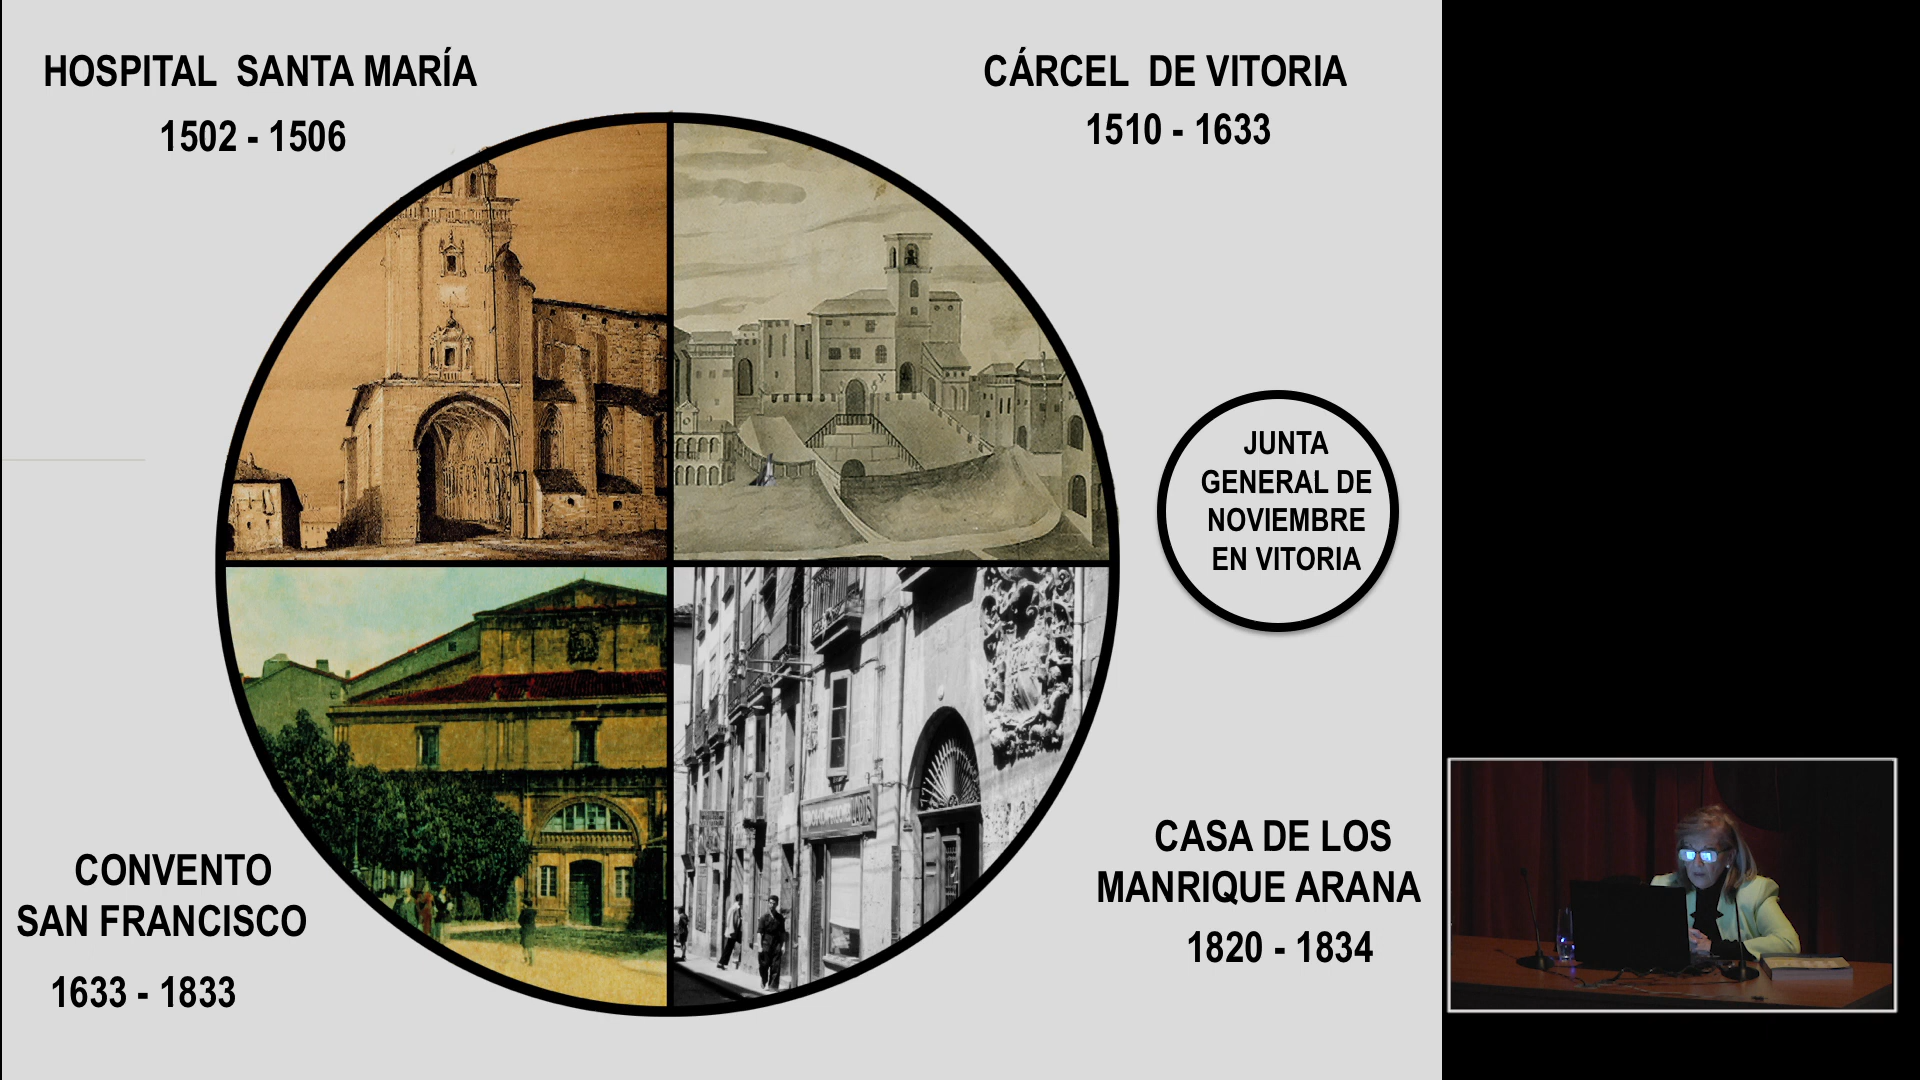 HOSPITAL SANTA MARÍA
1502 - 1506
CÁRCEL DE VITORIA
1510 - 1633
JUNTA
GENERAL DE
NOVIEMBRE
EN VITORIA
CONVENTO
SAN FRANCISCO
1633 - 1833
CASA DE LOS
MANRIQUE ARANA
1820 - 1834